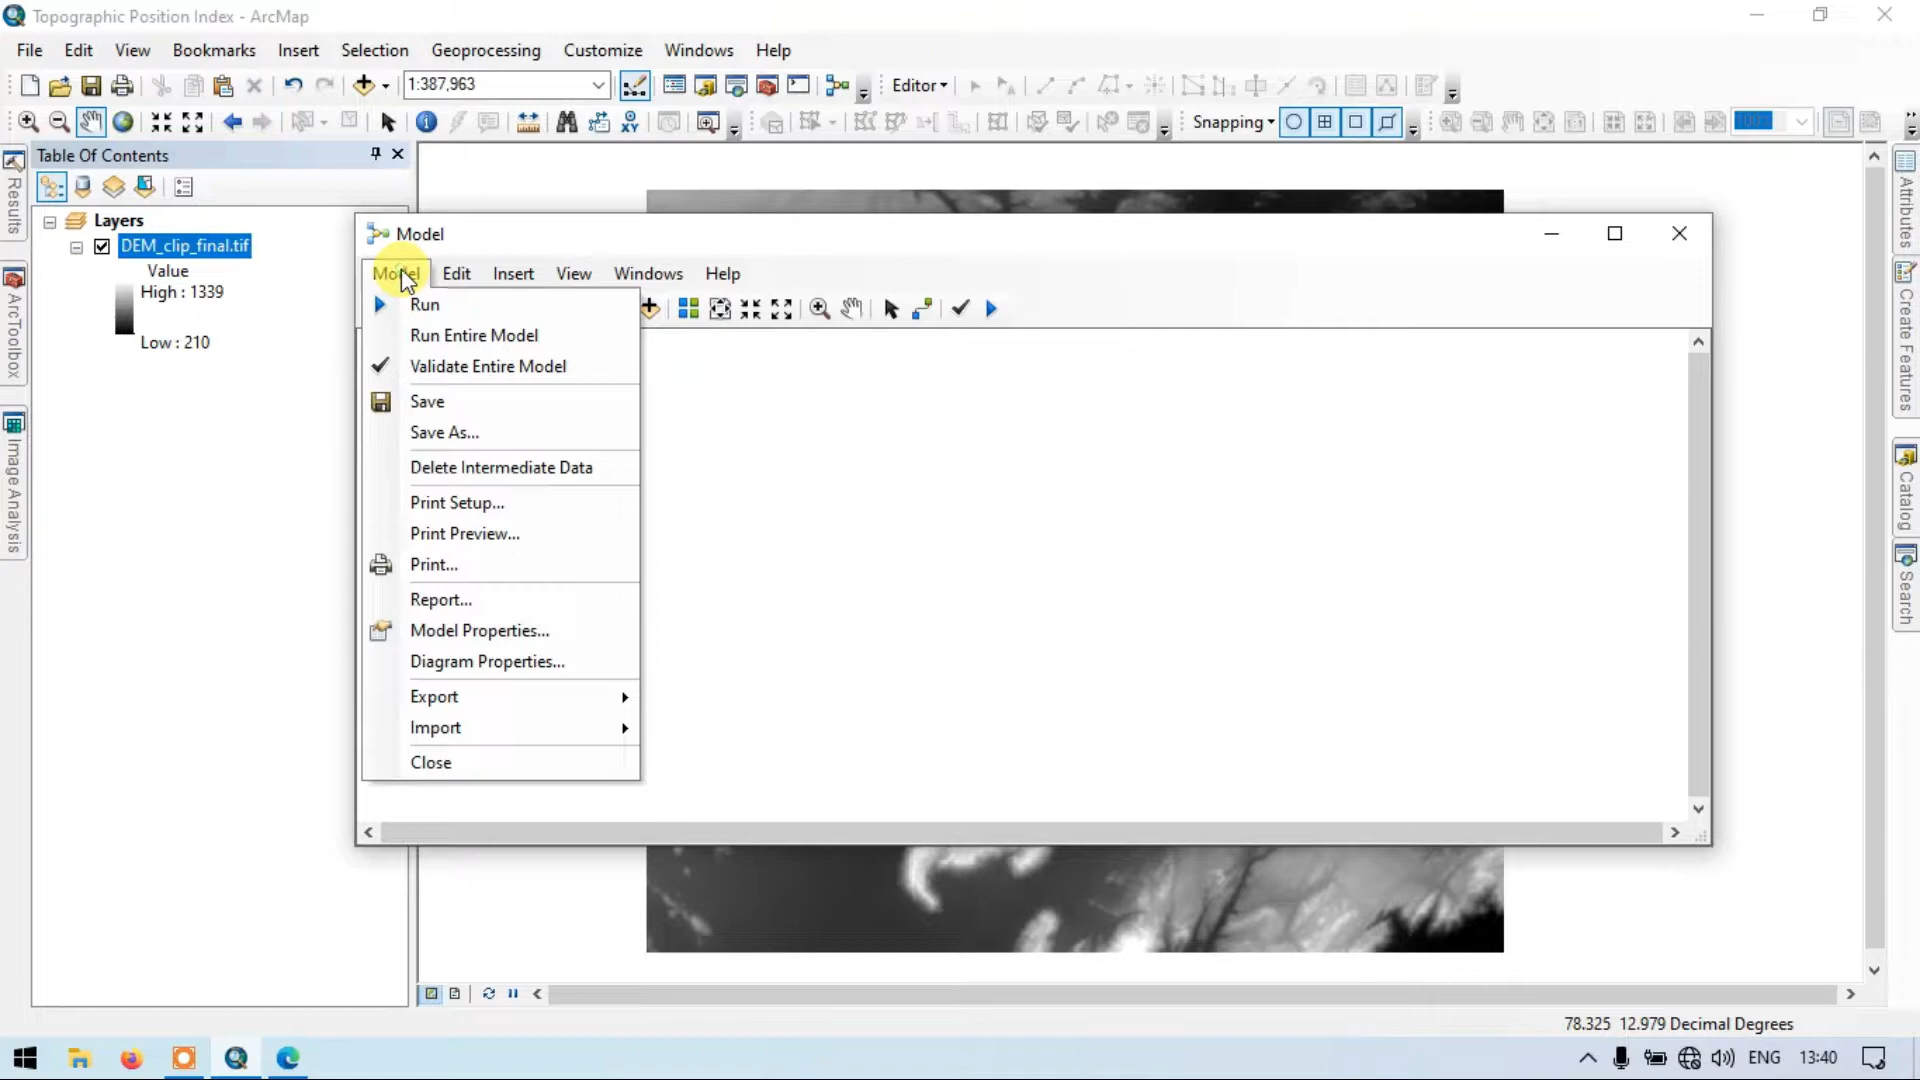 Topographic Position Index - ArcMap
File Edit View Bookmarks Insert Selection Geoprocessing Customize Windows Help
1:387,963
Editor
Snapping
Table Of Contents
Layers
DEM_clip_final.tif
Value
High : 1339
Low : 210
Results
ArcToolbox
Image Analysis
Model
Model Edit Insert View Windows Help
Run
Run Entire Model
Validate Entire Model
Save
Save As...
Delete Intermediate Data
Print Setup...
Print Preview...
Print...
Report...
Model Properties...
Diagram Properties...
Export
Import
Close
Attributes
Create Features
Catalog
Search
78.325 12.979 Decimal Degrees
ENG 13:40